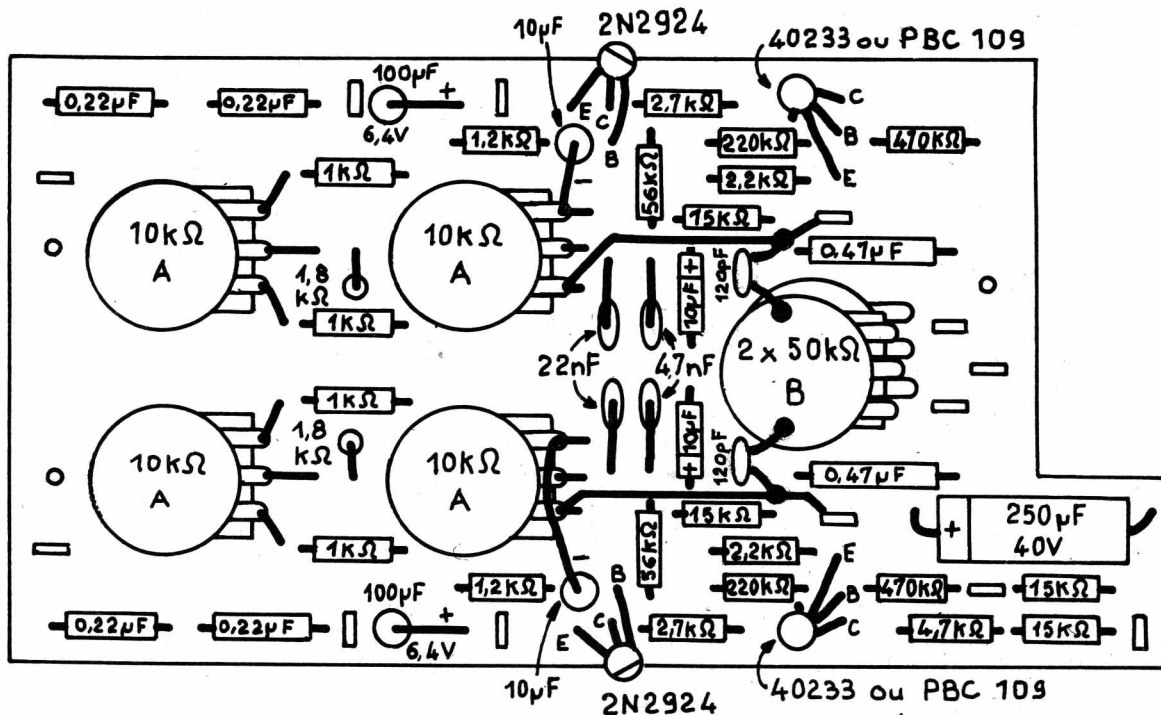 10µF
2N2924
40233 ou PBC 109
0,22µF
0,22µF
100µF
+
6,4V
E
C
B
2,7kΩ
C
B
E
1,2kΩ
220kΩ
470kΩ
1kΩ
-
56kΩ
2,2kΩ
15kΩ
10kΩ
A
10kΩ
A
0,47µF
1,8
kΩ
+
10µF
120pF
1kΩ
22nF
47nF
2 x 50kΩ
B
1kΩ
1,8
kΩ
10µF
+
120pF
10kΩ
A
10kΩ
A
0,47µF
15kΩ
+
250µF
40V
1kΩ
-
56kΩ
2,2kΩ
E
B
C
1,2kΩ
B
C
E
220kΩ
470kΩ
15kΩ
100µF
+
6,4V
0,22µF
0,22µF
2,7kΩ
4,7kΩ
15kΩ
10µF
2N2924
40233 ou PBC 109